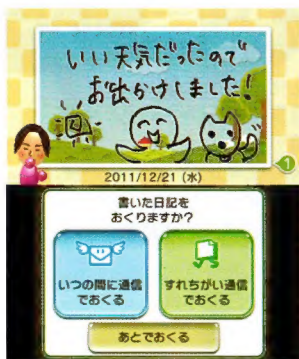 いい天気だったので
お出かけしました!
1
2011/12/21 (水)
書いた日記を
おくりますか?
いつの間に通信
でおくる
すれちがい通信
でおくる
あとでおくる